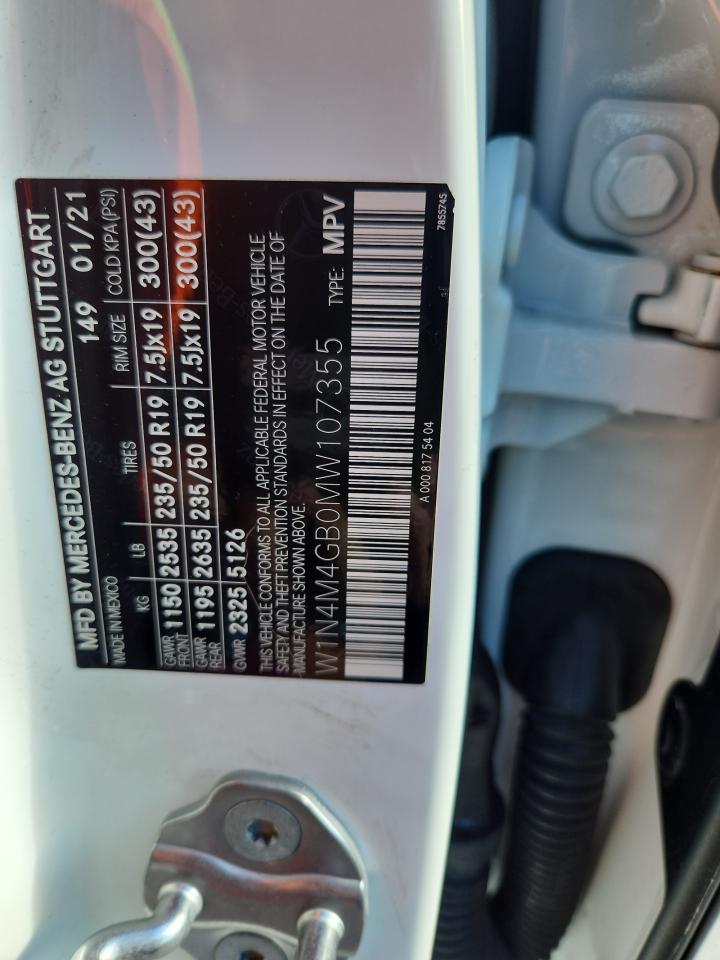 MFD BY MERCEDES-BENZ AG STUTTGART
MADE IN MEXICO 149 01/21
KG LB TIRES RIM SIZE COLD KPA(PSI)
GAWR FRONT 1150 2535 235/50 R19 7.5Jx19 300(43)
GAWR REAR 1195 2635 235/50 R19 7.5Jx19 300(43)
GVWR 2325 5126
THIS VEHICLE CONFORMS TO ALL APPLICABLE FEDERAL MOTOR VEHICLE
SAFETY AND THEFT PREVENTION STANDARDS IN EFFECT ON THE DATE OF
MANUFACTURE SHOWN ABOVE.
W1N4M4GB0MW107355 TYPE: MPV
A 000 817 54 04
7855745